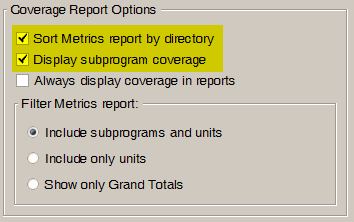 Coverage Report Options
Sort Metrics report by directory
Display subprogram coverage
Always display coverage in reports
Filter Metrics report:
Include subprograms and units
Include only units
Show only Grand Totals